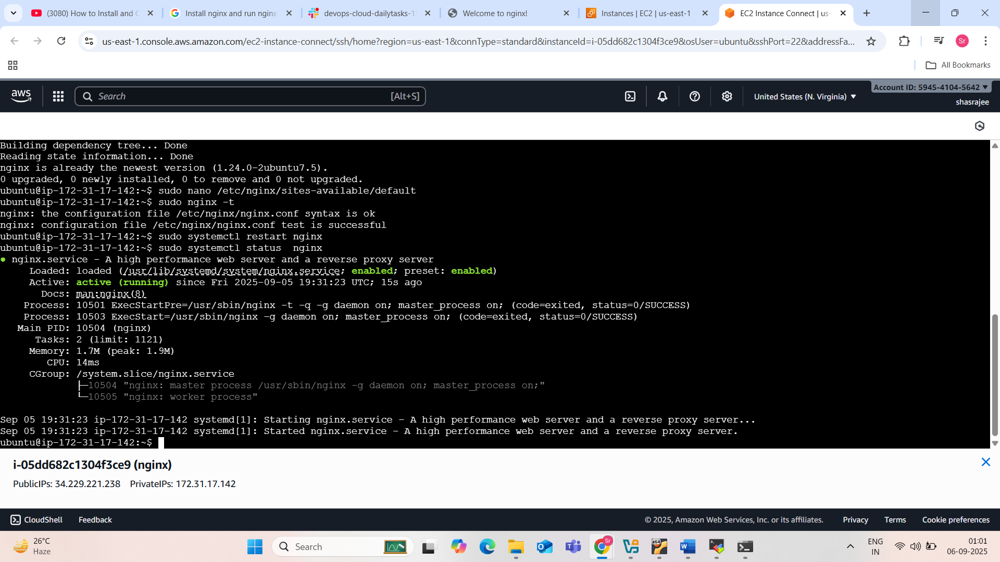 (3080) How to Install and C
Install nginx and run nginx
devops-cloud-dailytasks-1
Welcome to nginx!
Instances | EC2 | us-east-1
EC2 Instance Connect | us-
us-east-1.console.aws.amazon.com/ec2-instance-connect/ssh/home?region=us-east-1&connType=standard&instanceId=i-05dd682c1304f3ce9&osUser=ubuntu&sshPort=22&addressFa...
Sr
All Bookmarks
aws
Search
[Alt+S]
United States (N. Virginia)
Account ID: 5945-4104-5642
shasrajee
Building dependency tree... Done
Reading state information... Done
nginx is already the newest version (1.24.0-2ubuntu7.5).
0 upgraded, 0 newly installed, 0 to remove and 0 not upgraded.
ubuntu@ip-172-31-17-142:~$ sudo nano /etc/nginx/sites-available/default
ubuntu@ip-172-31-17-142:~$ sudo nginx -t
nginx: the configuration file /etc/nginx/nginx.conf syntax is ok
nginx: configuration file /etc/nginx/nginx.conf test is successful
ubuntu@ip-172-31-17-142:~$ sudo systemctl restart nginx
ubuntu@ip-172-31-17-142:~$ sudo systemctl status  nginx
● nginx.service - A high performance web server and a reverse proxy server
Loaded: loaded (/usr/lib/systemd/system/nginx.service; enabled; preset: enabled)
Active: active (running) since Fri 2025-09-05 19:31:23 UTC; 15s ago
Docs: man:nginx(8)
Process: 10501 ExecStartPre=/usr/sbin/nginx -t -q -g daemon on; master_process on; (code=exited, status=0/SUCCESS)
Process: 10503 ExecStart=/usr/sbin/nginx -g daemon on; master_process on; (code=exited, status=0/SUCCESS)
Main PID: 10504 (nginx)
Tasks: 2 (limit: 1121)
Memory: 1.7M (peak: 1.9M)
CPU: 14ms
CGroup: /system.slice/nginx.service
├─10504 "nginx: master process /usr/sbin/nginx -g daemon on; master_process on;"
└─10505 "nginx: worker process"
Sep 05 19:31:23 ip-172-31-17-142 systemd[1]: Starting nginx.service - A high performance web server and a reverse proxy server...
Sep 05 19:31:23 ip-172-31-17-142 systemd[1]: Started nginx.service - A high performance web server and a reverse proxy server.
ubuntu@ip-172-31-17-142:~$
i-05dd682c1304f3ce9 (nginx)
PublicIPs: 34.229.221.238    PrivateIPs: 172.31.17.142
CloudShell
Feedback
© 2025, Amazon Web Services, Inc. or its affiliates.
Privacy
Terms
Cookie preferences
26°C
Haze
Search
Sr
x64
ENG
IN
01:01
06-09-2025